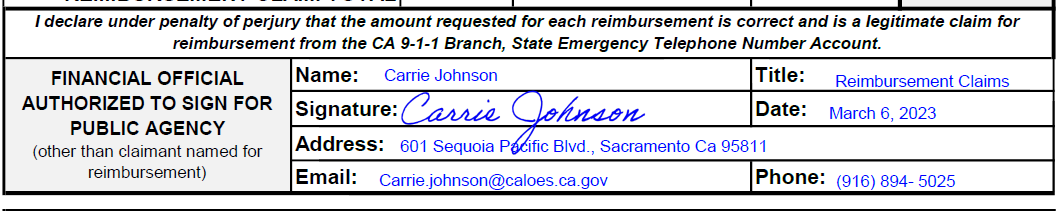 I declare under penalty of perjury that the amount requested for each reimbursement is correct and is a legitimate claim for
reimbursement from the CA 9-1-1 Branch, State Emergency Telephone Number Account.
FINANCIAL OFFICIAL
AUTHORIZED TO SIGN FOR
PUBLIC AGENCY
(other than claimant named for
reimbursement)
Name: Carrie Johnson
Title: Reimbursement Claims
Signature: Carrie Johnson
Date: March 6, 2023
Address: 601 Sequoia Pacific Blvd., Sacramento Ca 95811
Email: Carrie.johnson@caloes.ca.gov
Phone: (916) 894- 5025